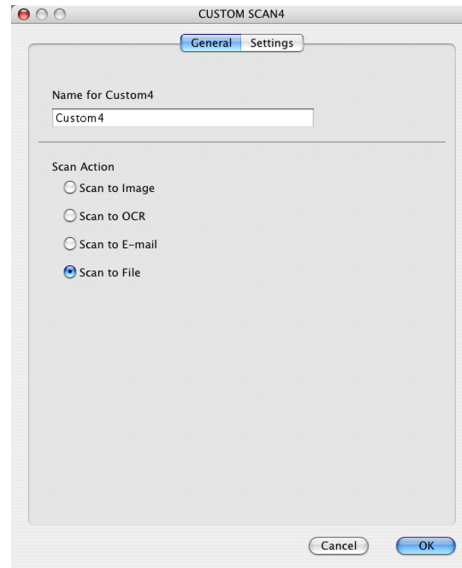 CUSTOM SCAN4
General Settings
Name for Custom4
Custom4
Scan Action
Scan to Image
Scan to OCR
Scan to E-mail
Scan to File
Cancel OK